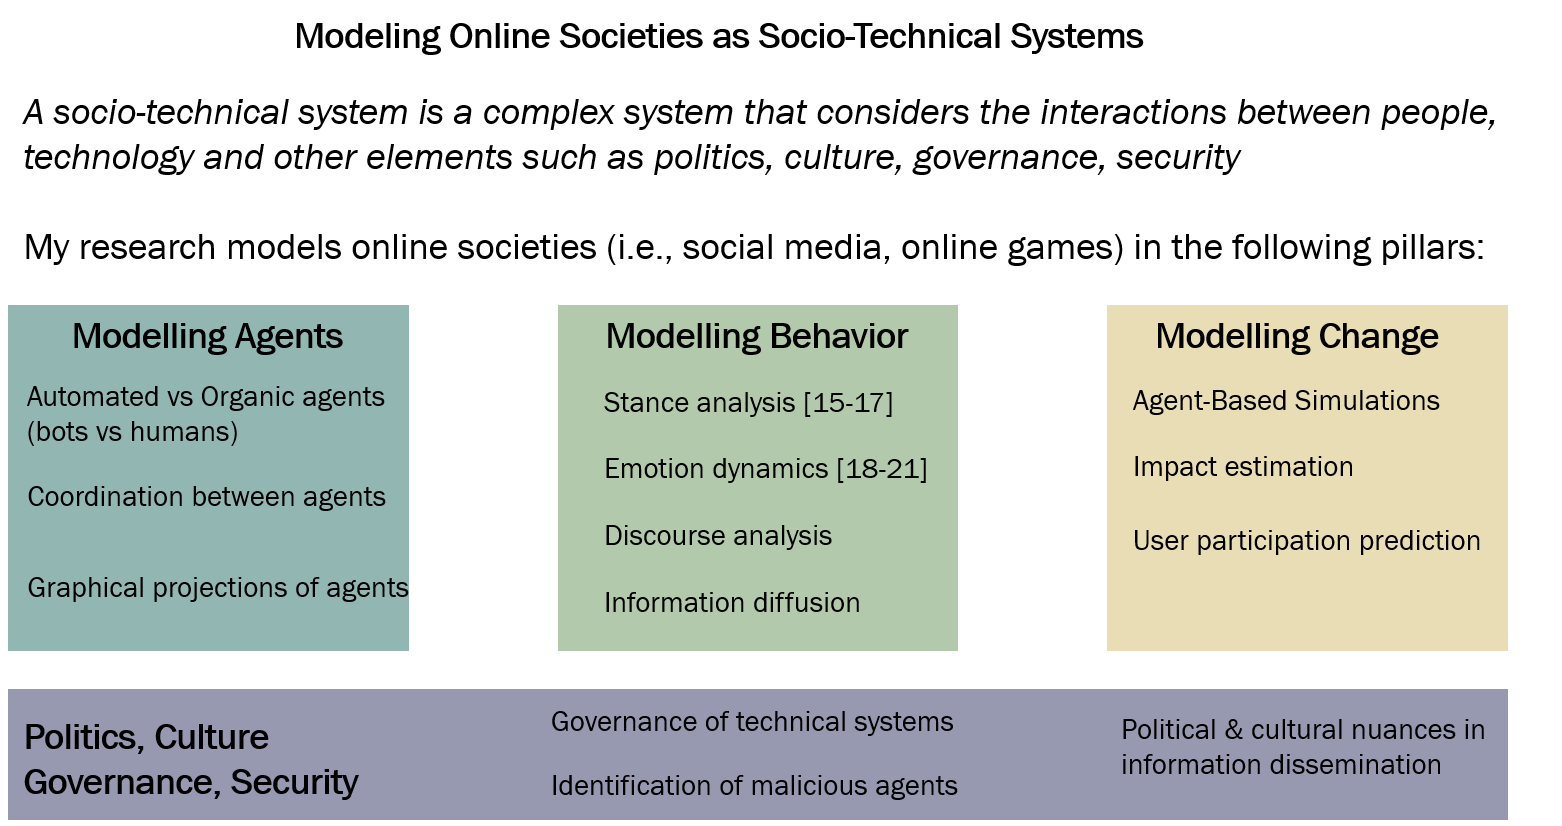 Modeling Online Societies as Socio-Technical Systems
A socio-technical system is a complex system that considers the interactions between people,
technology and other elements such as politics, culture, governance, security
My research models online societies (i.e., social media, online games) in the following pillars:
Modelling Agents
Automated vs Organic agents
(bots vs humans)
Coordination between agents
Graphical projections of agents
Modelling Behavior
Stance analysis [15-17]
Emotion dynamics [18-21]
Discourse analysis
Information diffusion
Modelling Change
Agent-Based Simulations
Impact estimation
User participation prediction
Politics, Culture
Governance, Security
Governance of technical systems
Identification of malicious agents
Political & cultural nuances in
information dissemination